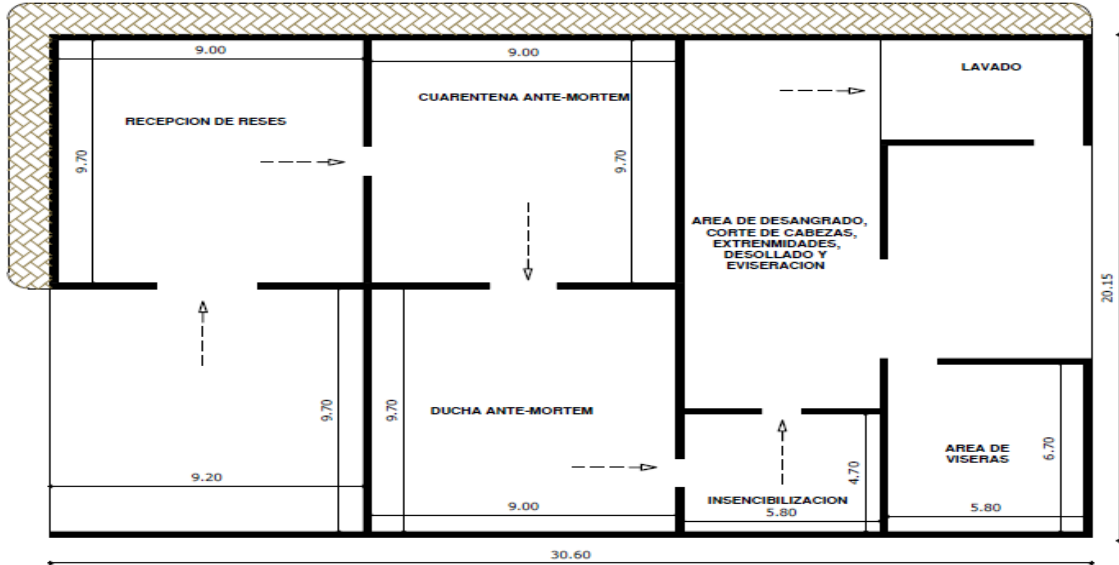 9.00
9.00
LAVADO
CUARENTENA ANTE-MORTEM
RECEPCION DE RESES
9.70
9.70
AREA DE DESANGRADO,
CORTE DE CABEZAS,
EXTRENMIDADES,
DESOLLADO Y
EVISERACION
20.15
9.70
9.70
DUCHA ANTE-MORTEM
AREA DE
VISERAS
6.70
4.70
9.20
INSENCIBILIZACION
9.00
5.80
5.80
30.60